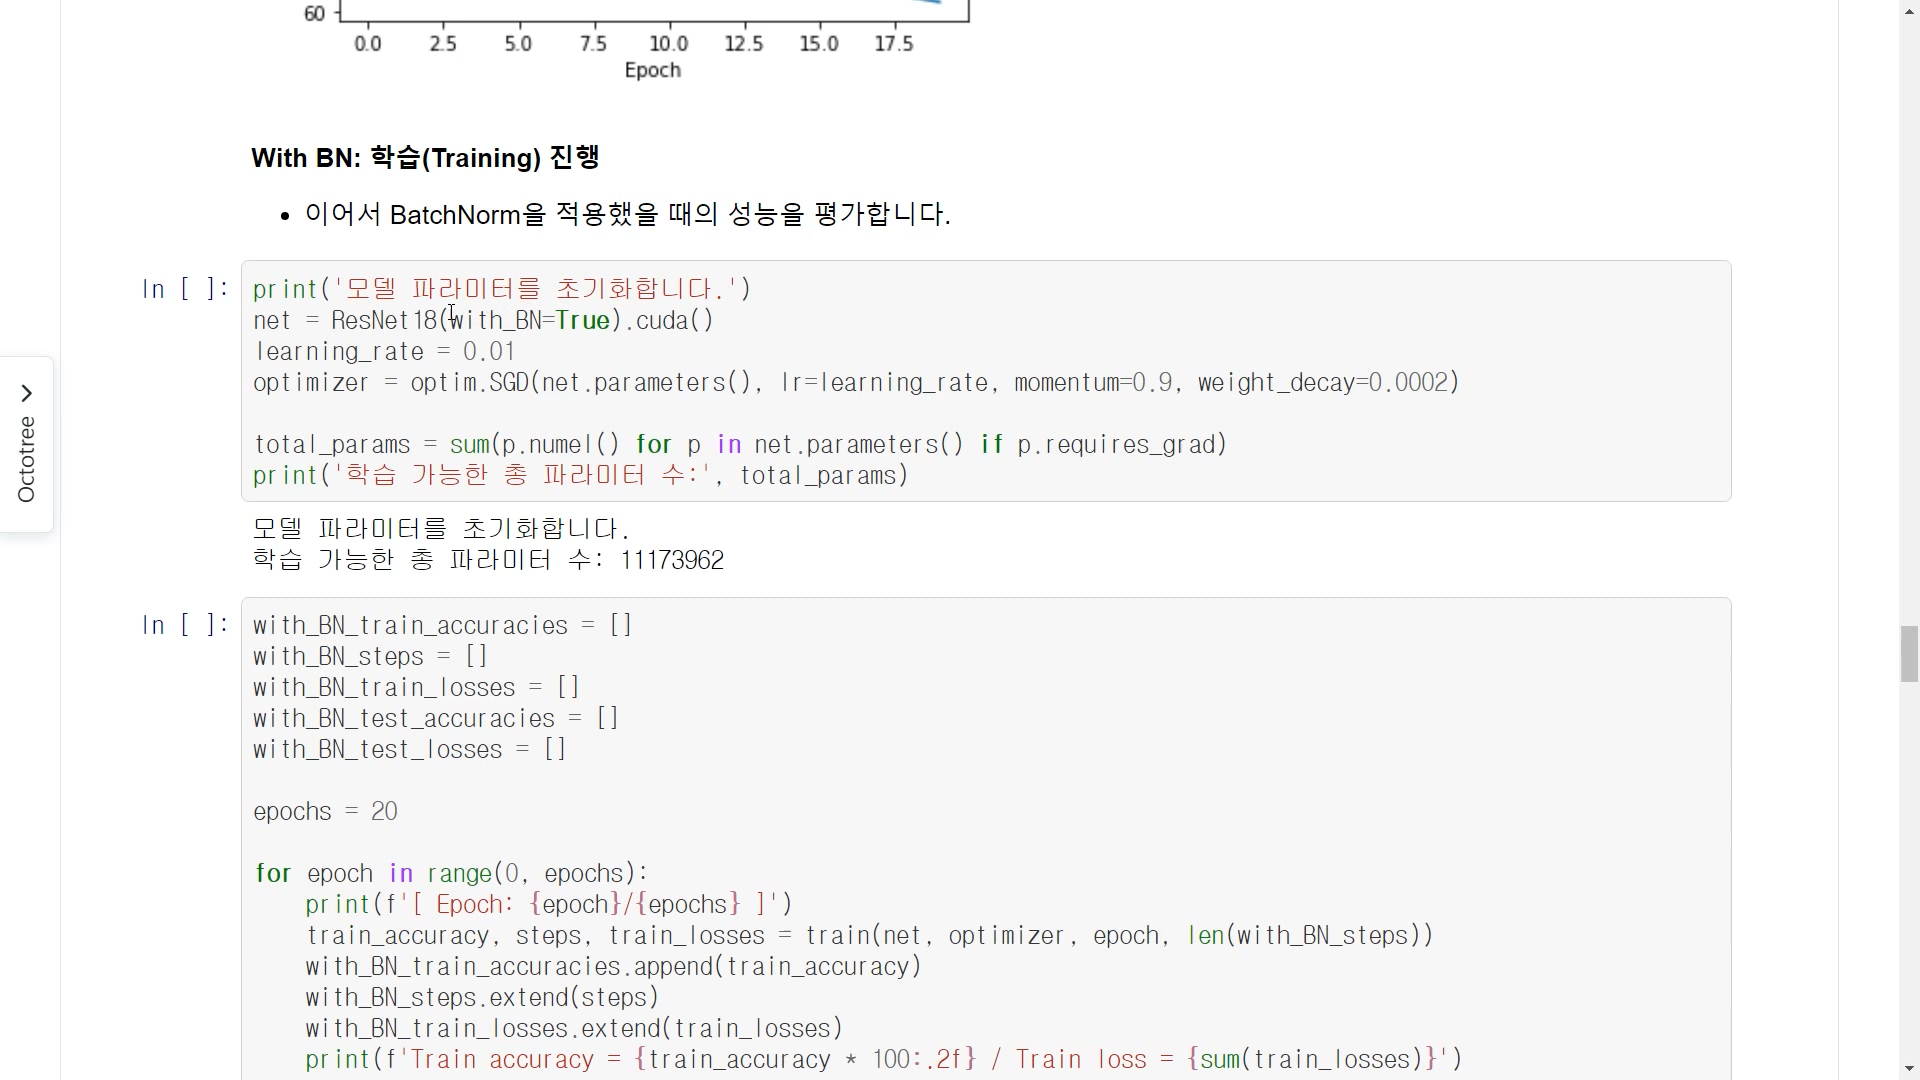 60
0.0 2.5 5.0 7.5 10.0 12.5 15.0 17.5
Epoch
With BN: 학습(Training) 진행
• 이어서 BatchNorm을 적용했을 때의 성능을 평가합니다.
In [ ]: print('모델 파라미터를 초기화합니다.')
net = ResNet18(with_BN=True).cuda()
learning_rate = 0.01
optimizer = optim.SGD(net.parameters(), lr=learning_rate, momentum=0.9, weight_decay=0.0002)
total_params = sum(p.numel() for p in net.parameters() if p.requires_grad)
print('학습 가능한 총 파라미터 수:', total_params)
Octotree
모델 파라미터를 초기화합니다.
학습 가능한 총 파라미터 수: 11173962
In [ ]: with_BN_train_accuracies = []
with_BN_steps = []
with_BN_train_losses = []
with_BN_test_accuracies = []
with_BN_test_losses = []
epochs = 20
for epoch in range(0, epochs):
    print(f'[ Epoch: {epoch}/{epochs} ]')
    train_accuracy, steps, train_losses = train(net, optimizer, epoch, len(with_BN_steps))
    with_BN_train_accuracies.append(train_accuracy)
    with_BN_steps.extend(steps)
    with_BN_train_losses.extend(train_losses)
    print(f'Train accuracy = {train_accuracy * 100:.2f} / Train loss = {sum(train_losses)}')